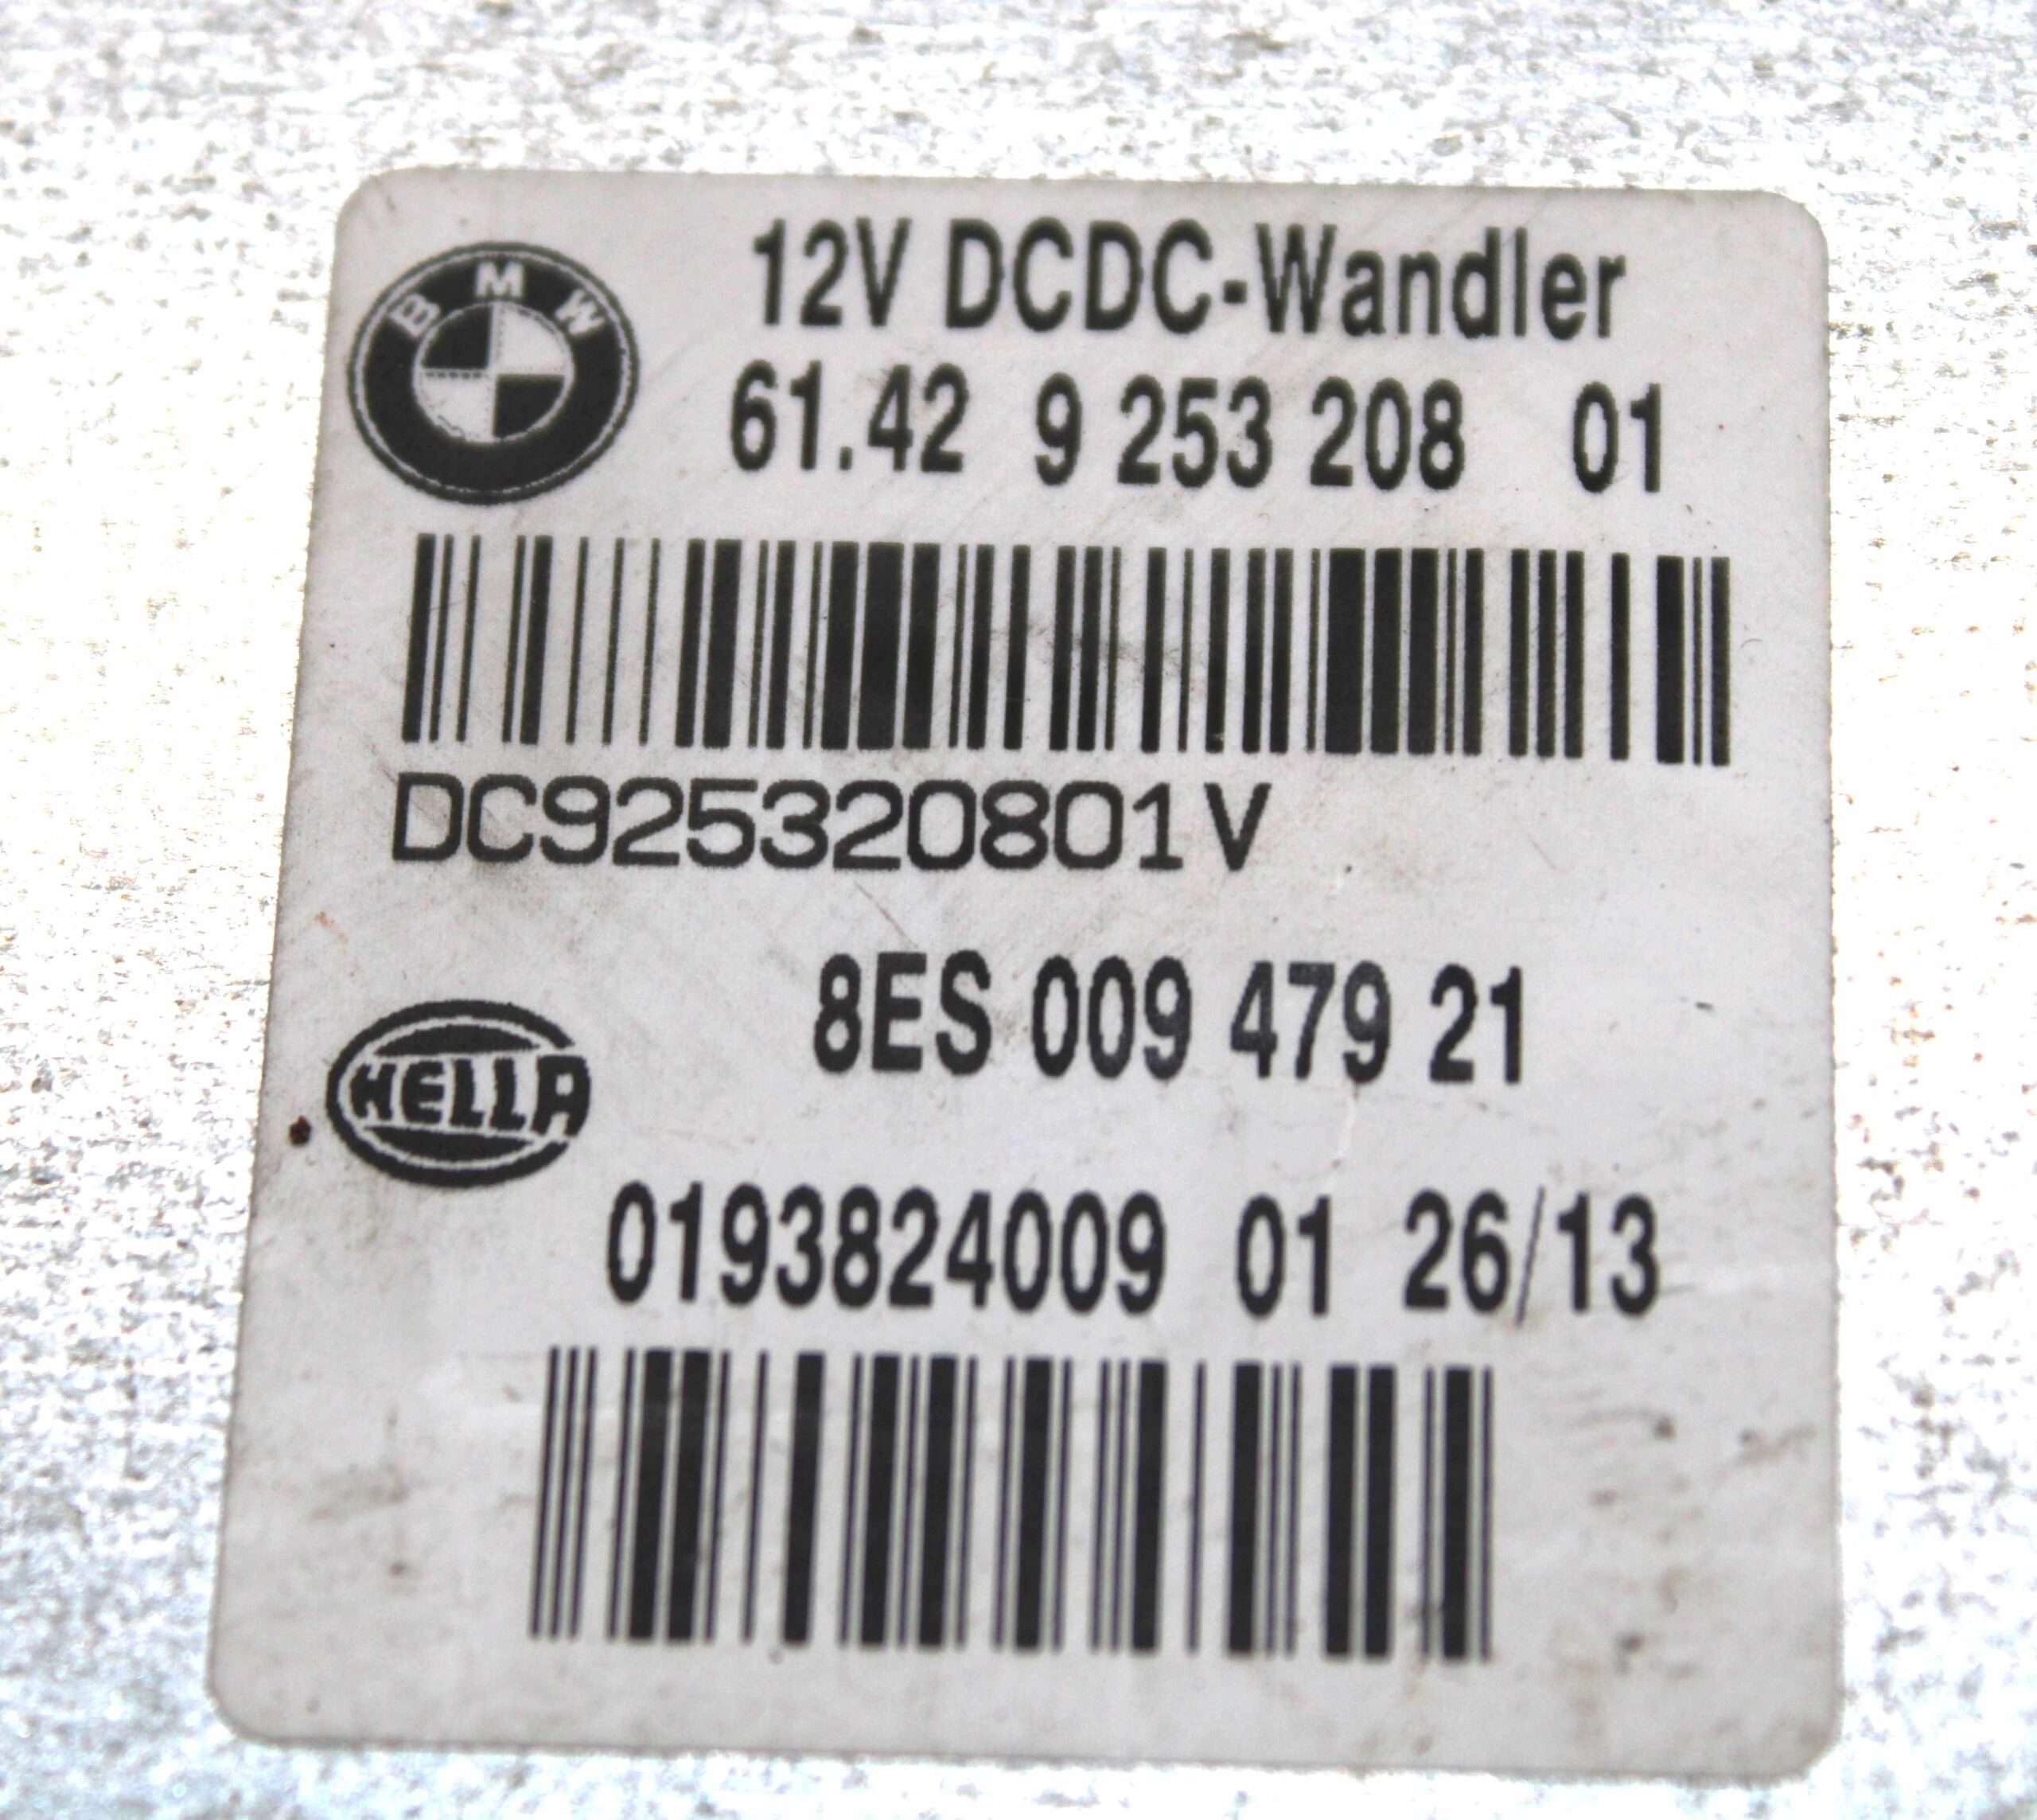 BMW
12V DCDC-Wandler
61.42 9 253 208 01
DC925320801V
8ES 009 479 21
HELLA
0193824009 01 26/13